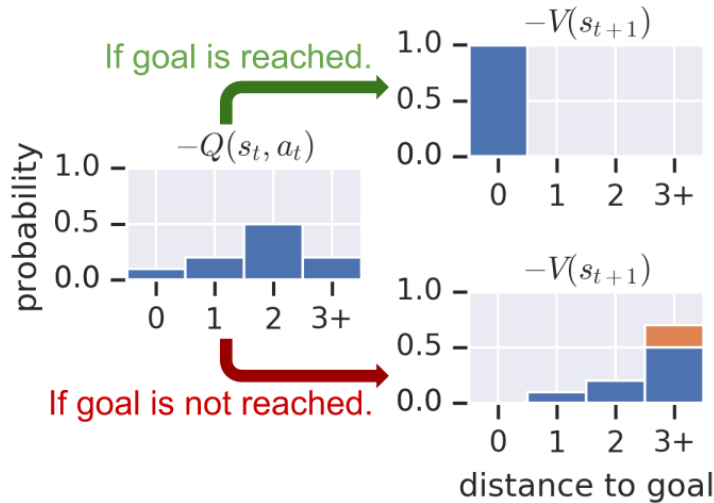 If goal is reached.
−V(s_{t+1})
1.0
0.5
0.0
0 1 2 3+
−Q(s_t, a_t)
probability
1.0
0.5
0.0
0 1 2 3+
If goal is not reached.
−V(s_{t+1})
1.0
0.5
0.0
0 1 2 3+
distance to goal